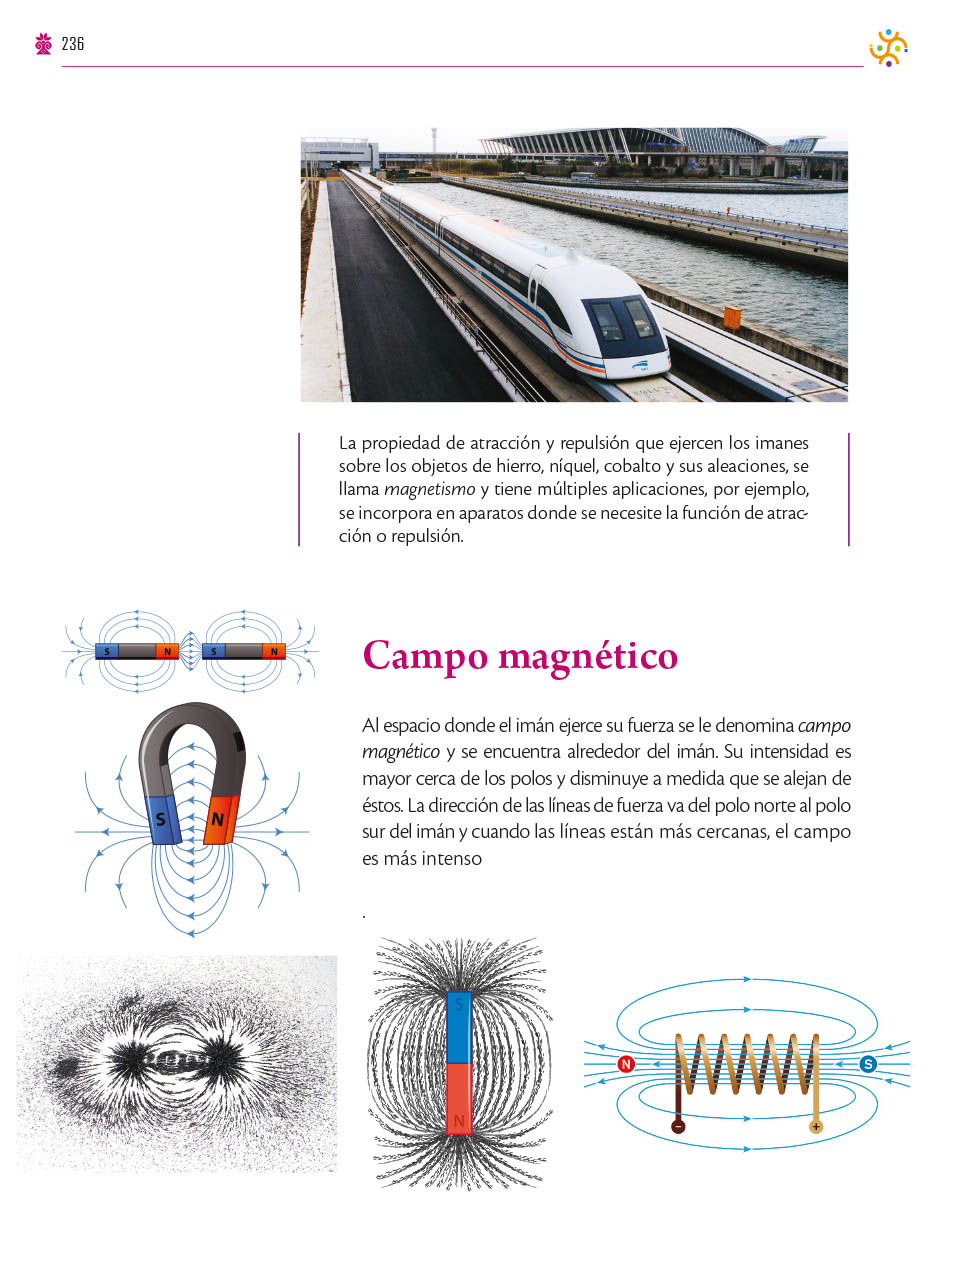 236
La propiedad de atracción y repulsión que ejercen los imanes
sobre los objetos de hierro, níquel, cobalto y sus aleaciones, se
llama magnetismo y tiene múltiples aplicaciones, por ejemplo,
se incorpora en aparatos donde se necesite la función de atrac-
ción o repulsión.
S N S N
Campo magnético
Al espacio donde el imán ejerce su fuerza se le denomina campo
magnético y se encuentra alrededor del imán. Su intensidad es
mayor cerca de los polos y disminuye a medida que se alejan de
éstos. La dirección de las líneas de fuerza va del polo norte al polo
sur del imán y cuando las líneas están más cercanas, el campo
es más intenso
.
S N
S
N
N S
- +